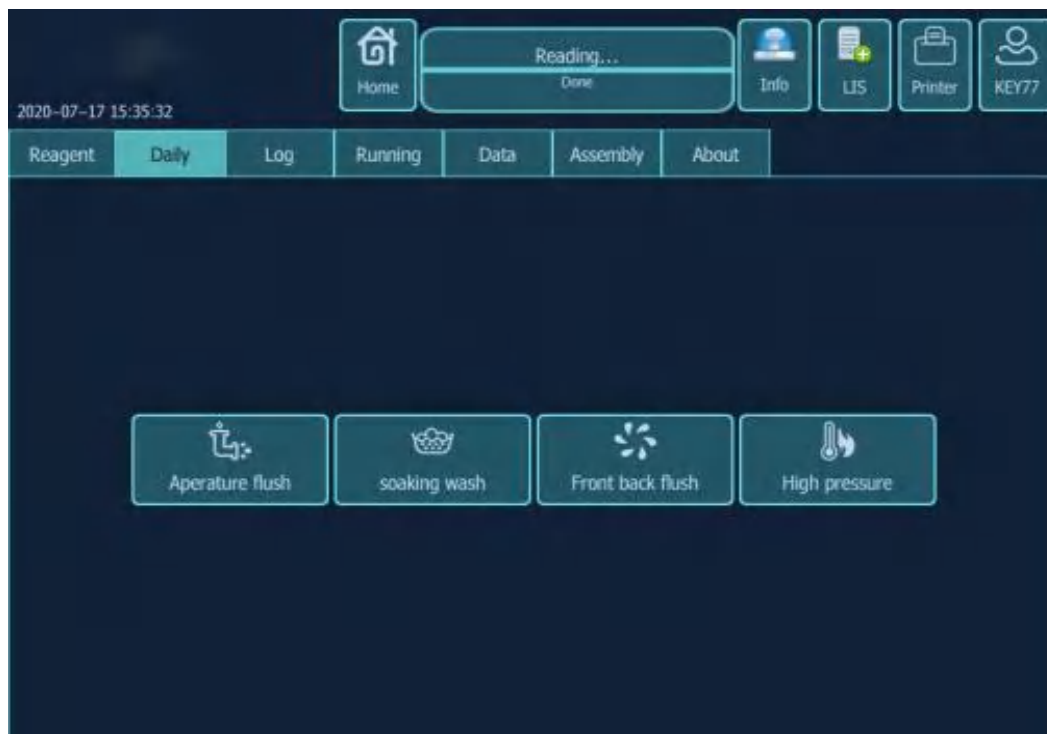 Home
Reading...
Done
Info
LIS
Printer
KEY77
2020-07-17 15:35:32
Reagent
Daily
Log
Running
Data
Assembly
About
Aperature flush
soaking wash
Front back flush
High pressure